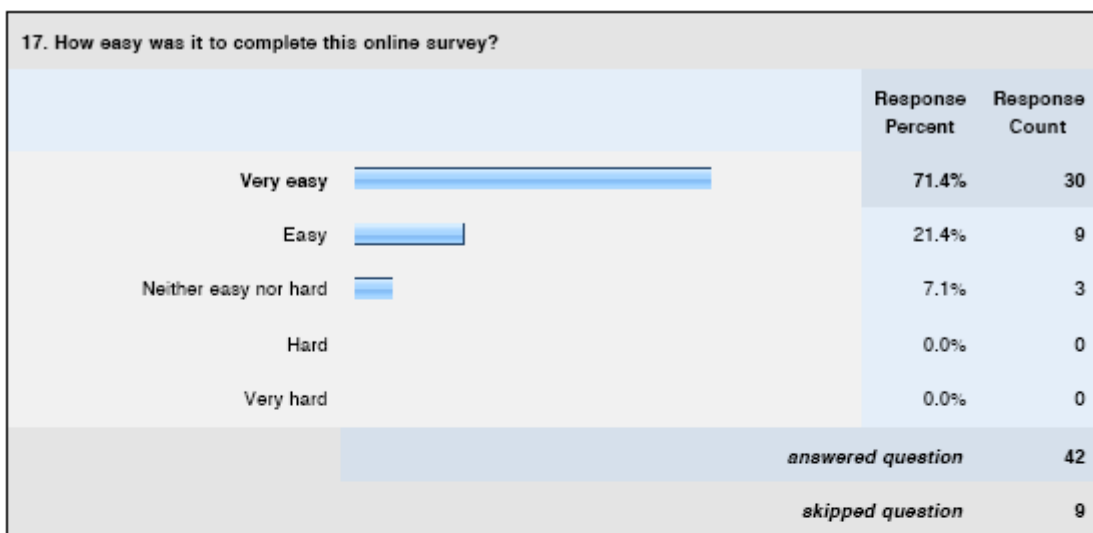 17. How easy was it to complete this online survey?
Response Percent
Response Count
Very easy 71.4% 30
Easy 21.4% 9
Neither easy nor hard 7.1% 3
Hard 0.0% 0
Very hard 0.0% 0
answered question 42
skipped question 9